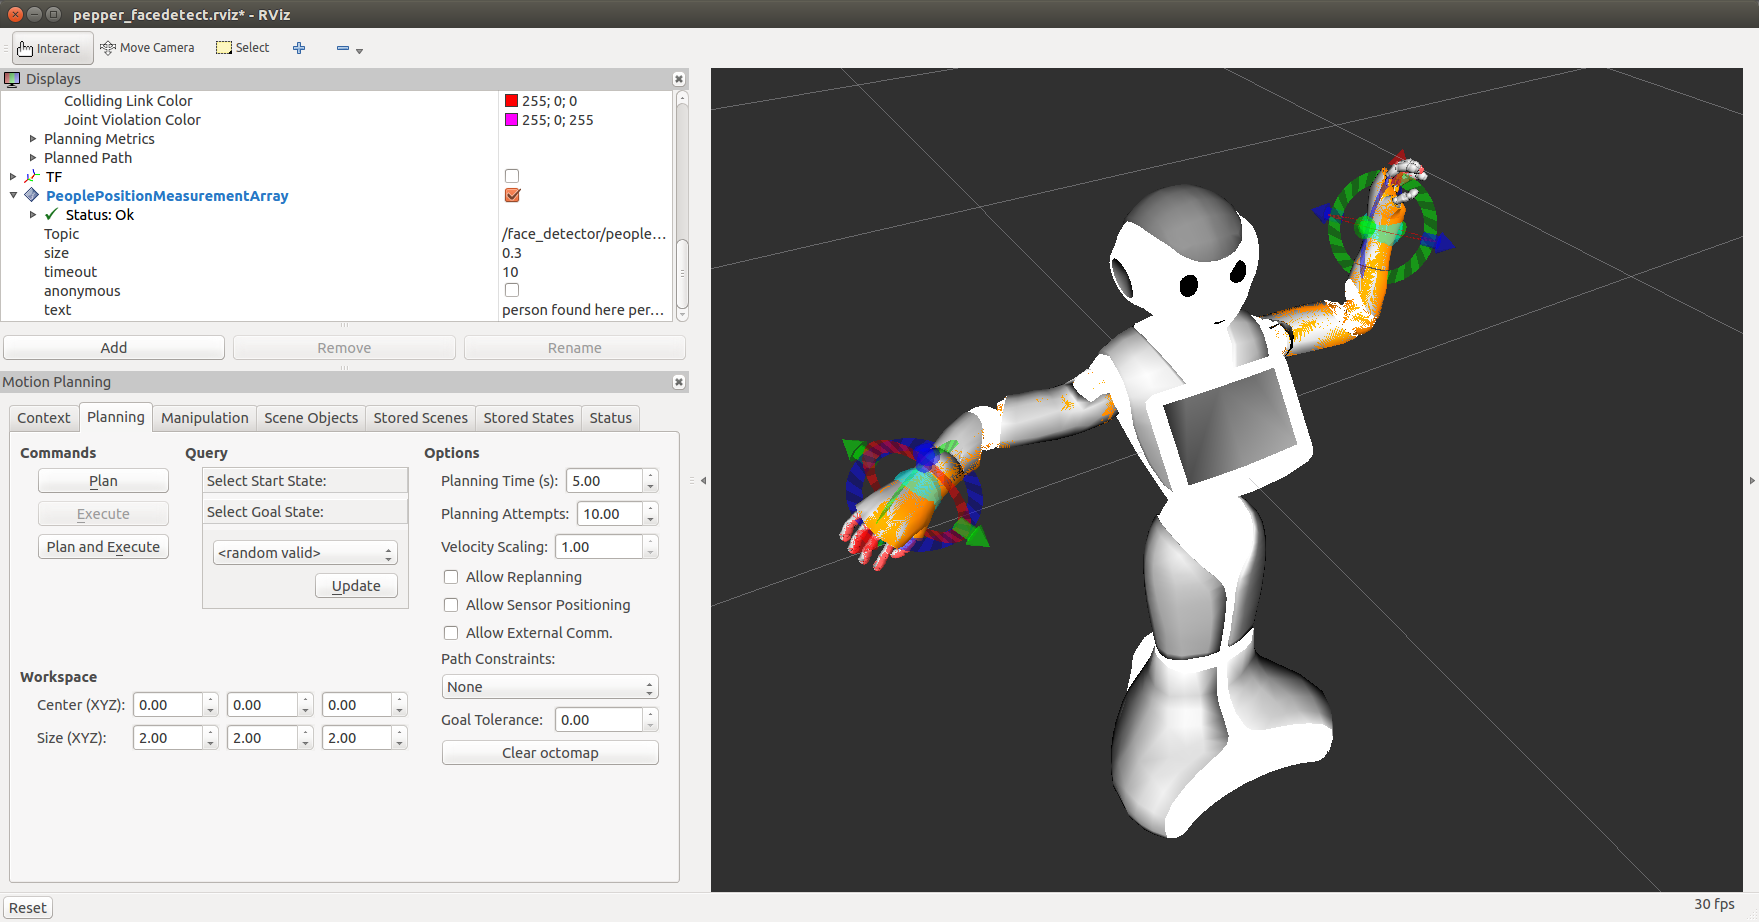 pepper_facedetect.rviz* - RViz
Interact Move Camera Select
Displays
Colliding Link Color 255; 0; 0
Joint Violation Color 255; 0; 255
Planning Metrics
Planned Path
TF
PeoplePositionMeasurementArray
Status: Ok
Topic /face_detector/people...
size 0.3
timeout 10
anonymous
text person found here per...
Add Remove Rename
Motion Planning
Context Planning Manipulation Scene Objects Stored Scenes Stored States Status
Commands Query Options
Plan Select Start State: Planning Time (s): 5.00
Execute Select Goal State: Planning Attempts: 10.00
Plan and Execute <random valid> Velocity Scaling: 1.00
Update Allow Replanning
Allow Sensor Positioning
Allow External Comm.
Path Constraints:
Workspace None
Center (XYZ): 0.00 0.00 0.00 Goal Tolerance: 0.00
Size (XYZ): 2.00 2.00 2.00 Clear octomap
Reset 30 fps